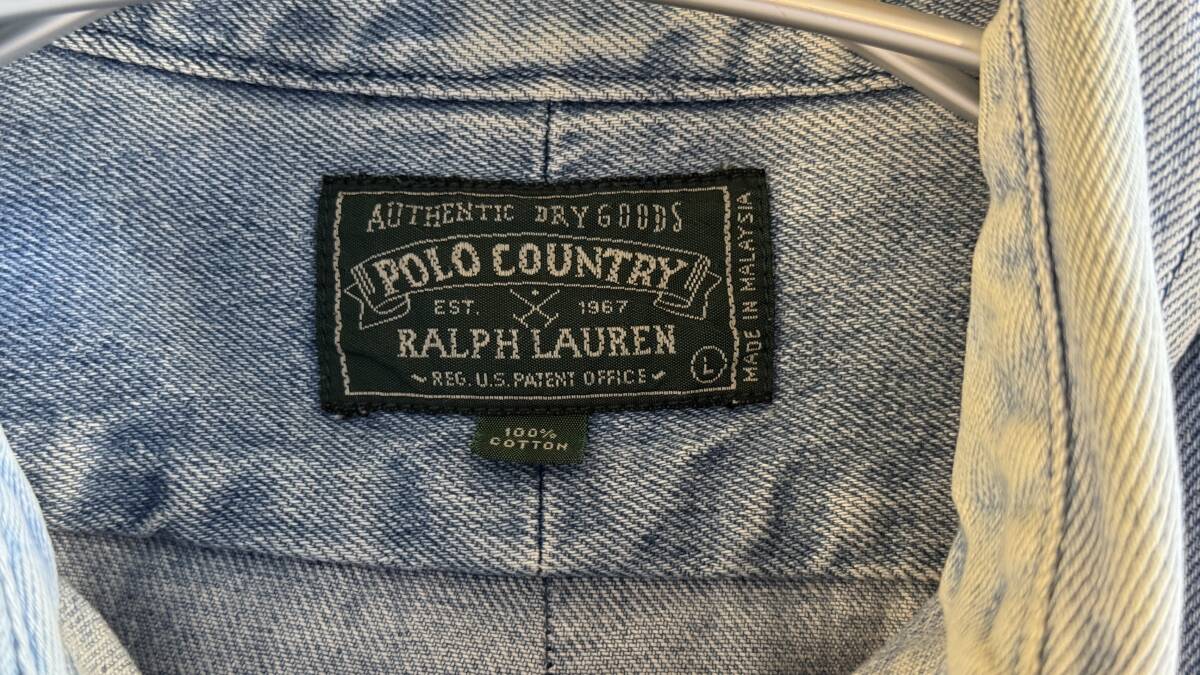 AUTHENTIC DRY GOODS
POLO COUNTRY
EST. 1967
RALPH LAUREN
REG. U.S. PATENT OFFICE
L
MADE IN MALAYSIA
100%
COTTON